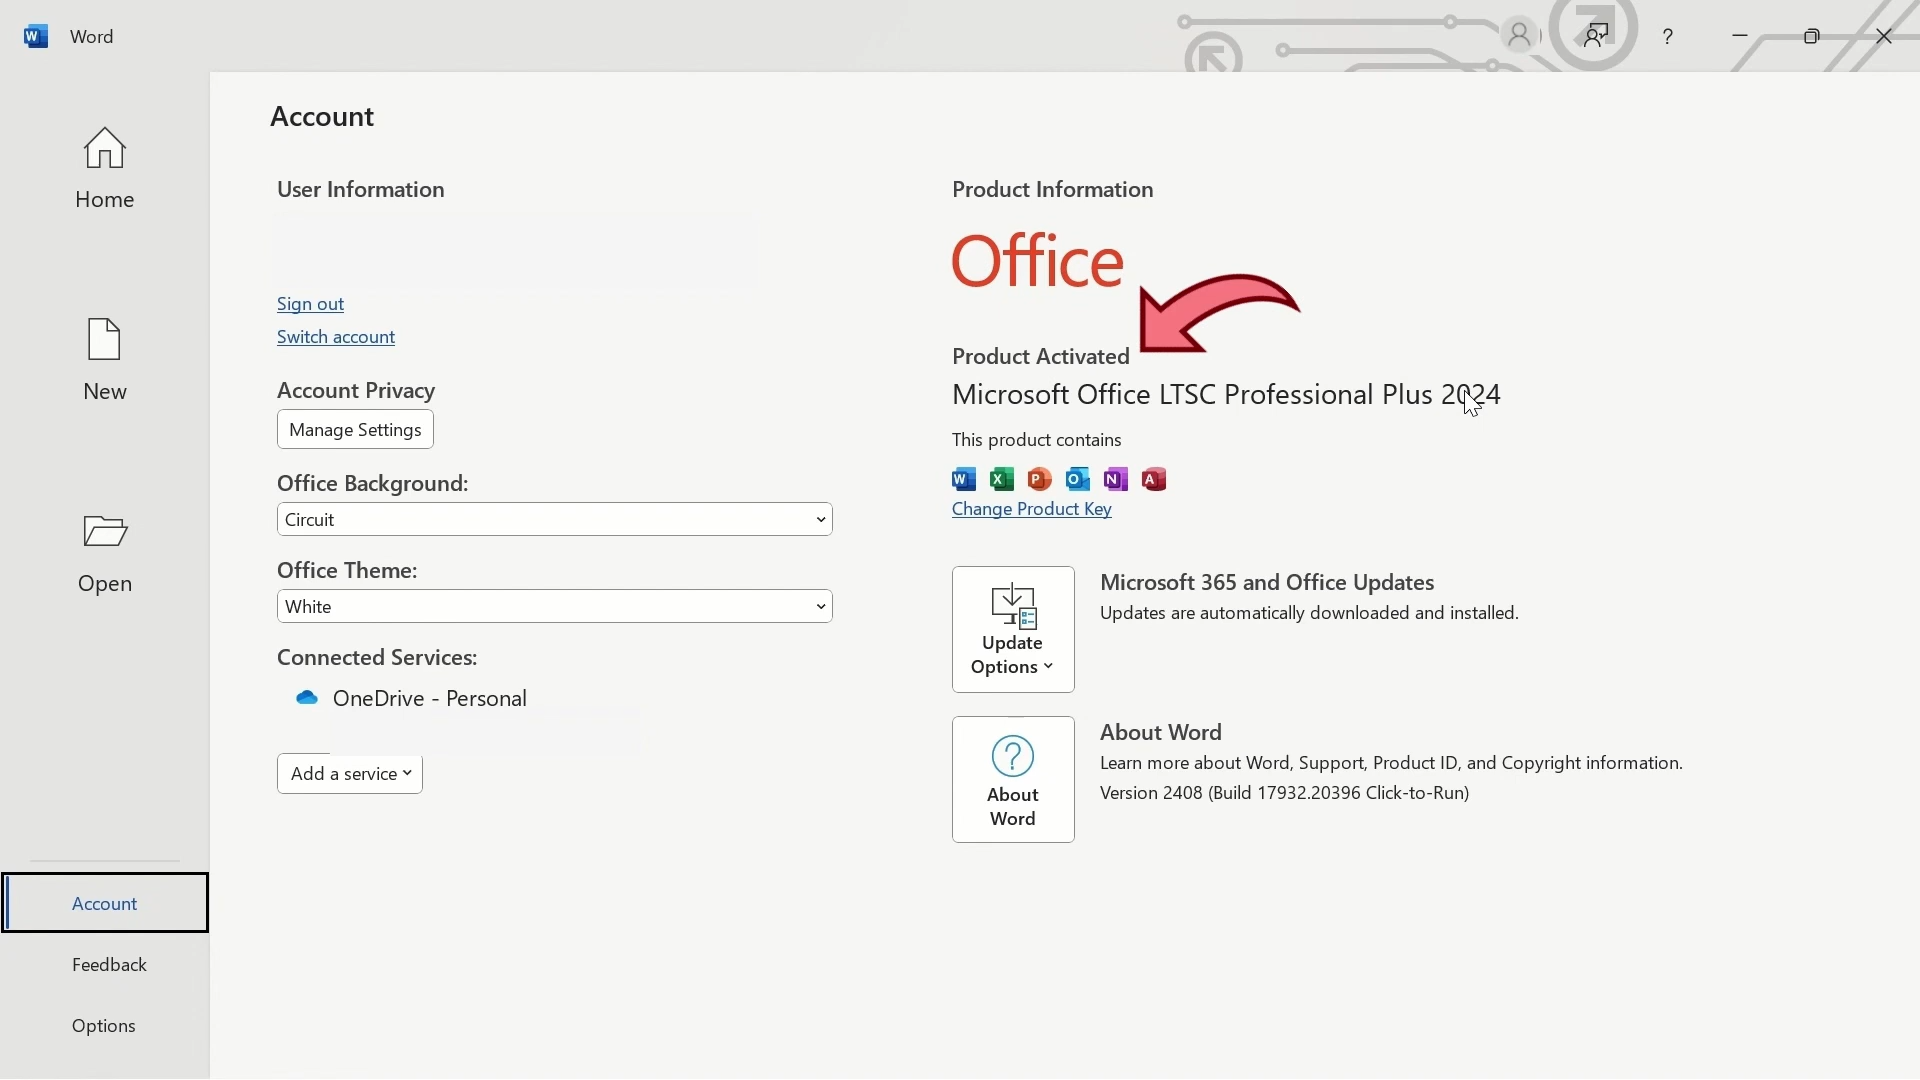 Word
?
Home
New
Open
Account
Feedback
Options
Account
User Information
Sign out
Switch account
Account Privacy
Manage Settings
Office Background:
Circuit
Office Theme:
White
Connected Services:
OneDrive - Personal
Add a service
Product Information
Office
Product Activated
Microsoft Office LTSC Professional Plus 2024
This product contains
W X P O N A
Change Product Key
Update
Options
Microsoft 365 and Office Updates
Updates are automatically downloaded and installed.
?
About
Word
About Word
Learn more about Word, Support, Product ID, and Copyright information.
Version 2408 (Build 17932.20396 Click-to-Run)